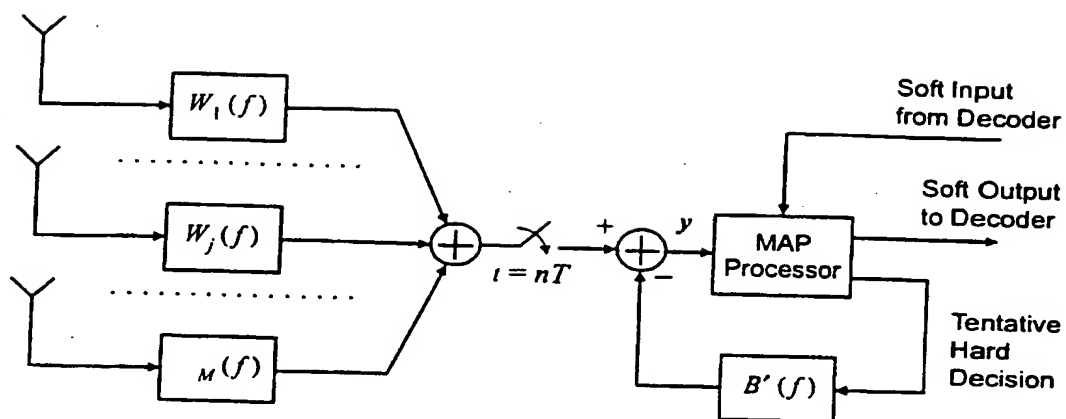 W₁(f)
Wⱼ(f)
M(f)
t = nT
+
y
−
MAP
Processor
Soft Input
from Decoder
Soft Output
to Decoder
B′(f)
Tentative
Hard
Decision